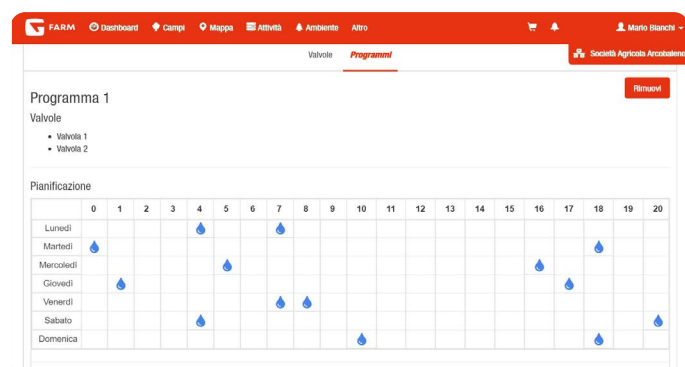 FARM Dashboard Campi Mappa Attività Ambiente Altro Mario Bianchi
Valvole Programmi Società Agricola Arcobaleno
Programma 1 Rimuovi
Valvole
• Valvola 1
• Valvola 2
Pianificazione
0 1 2 3 4 5 6 7 8 9 10 11 12 13 14 15 16 17 18 19 20
Lunedì
Martedì
Mercoledì
Giovedì
Venerdì
Sabato
Domenica